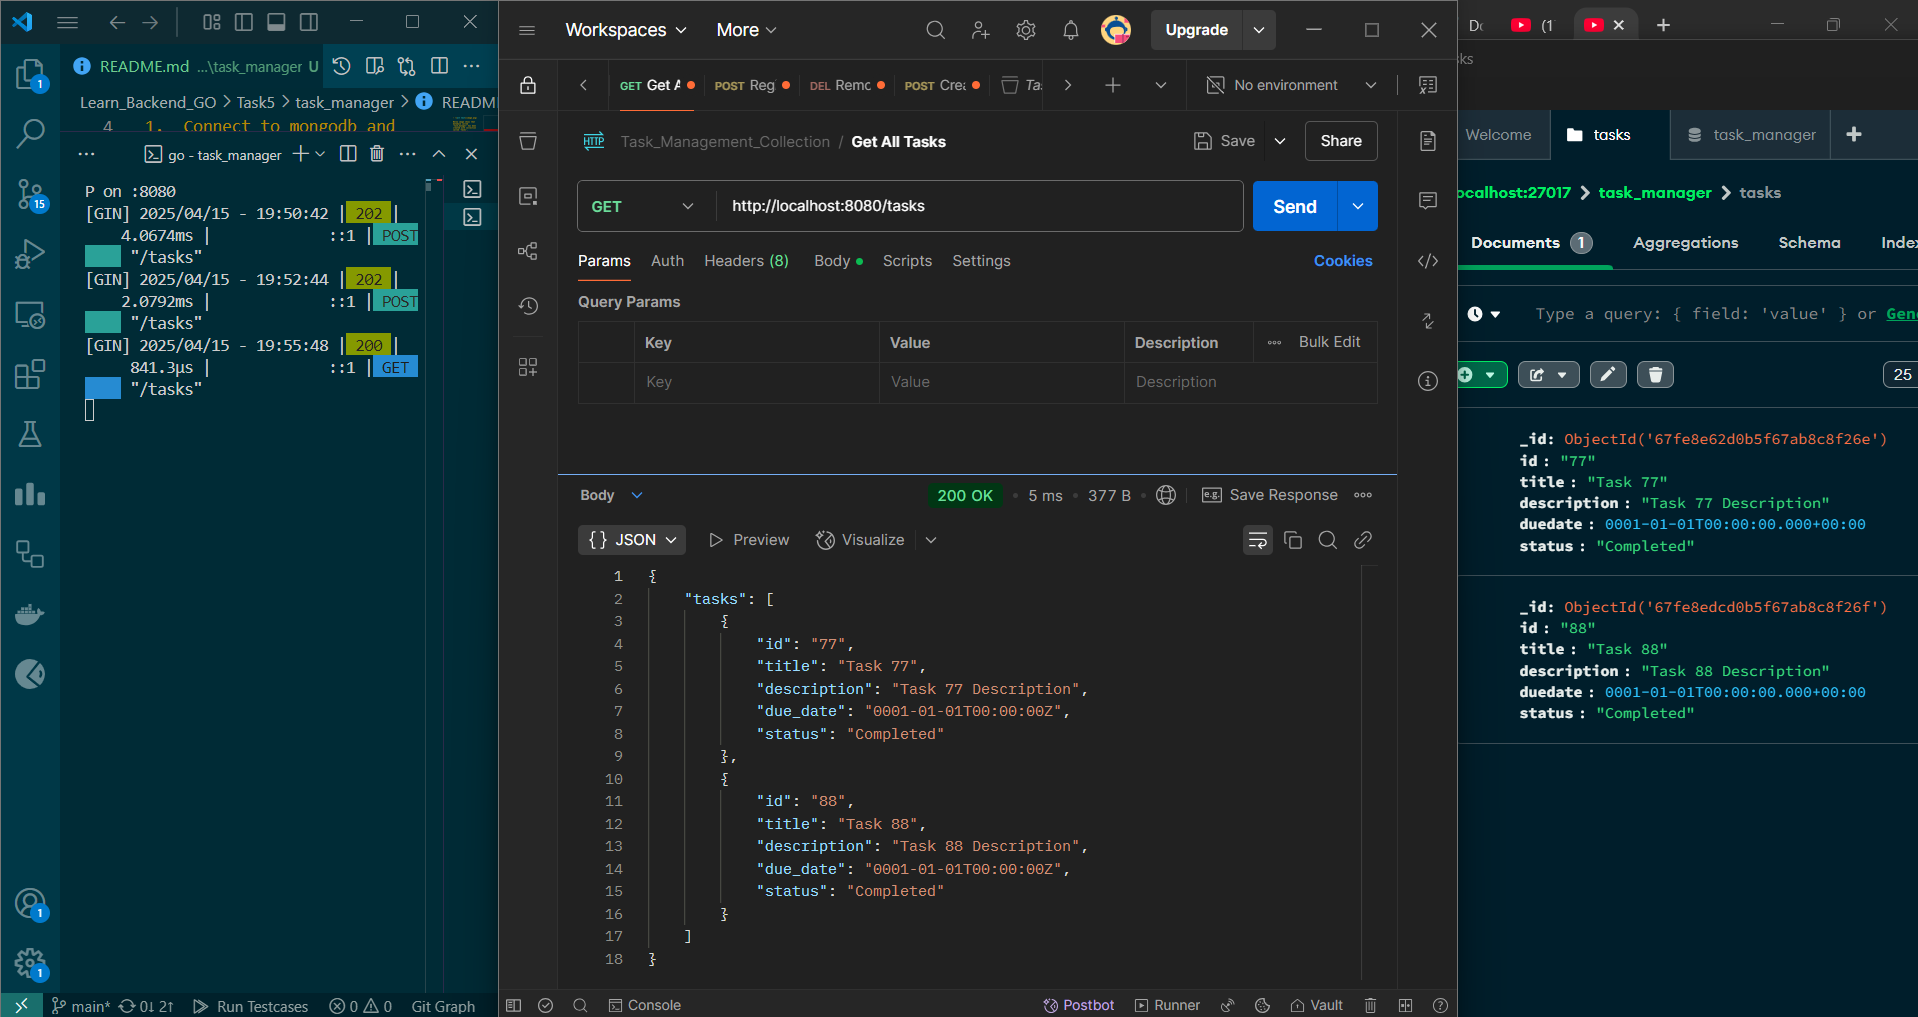 README.md ...\task_manager U
Learn_Backend_GO > Task5 > task_manager > README
4 1. Connect to mongodb and
go - task_manager
P on :8080
[GIN] 2025/04/15 - 19:50:42 | 202 |
4.0674ms | ::1 | POST
"/tasks"
[GIN] 2025/04/15 - 19:52:44 | 202 |
2.0792ms | ::1 | POST
"/tasks"
[GIN] 2025/04/15 - 19:55:48 | 200 |
841.3µs | ::1 | GET
"/tasks"
1
15
1
1
main* 0↓ 2↑ Run Testcases 0 0 Git Graph
Workspaces More Upgrade
GET Get A POST Reg DEL Remo POST Crea Ta No environment
Task_Management_Collection / Get All Tasks Save Share
GET http://localhost:8080/tasks Send
Params Auth Headers (8) Body Scripts Settings Cookies
Query Params
Key Value Description Bulk Edit
Key Value Description
Body 200 OK 5 ms 377 B e.g. Save Response
{} JSON Preview Visualize
1 {
2 "tasks": [
3 {
4 "id": "77",
5 "title": "Task 77",
6 "description": "Task 77 Description",
7 "due_date": "0001-01-01T00:00:00Z",
8 "status": "Completed"
9 },
10 {
11 "id": "88",
12 "title": "Task 88",
13 "description": "Task 88 Description",
14 "due_date": "0001-01-01T00:00:00Z",
15 "status": "Completed"
16 }
17 ]
18 }
Console Postbot Runner Vault
(1
ks
Welcome tasks task_manager
ocalhost:27017 > task_manager > tasks
Documents 1 Aggregations Schema Index
Type a query: { field: 'value' } or Gene
25
_id: ObjectId('67fe8e62d0b5f67ab8c8f26e')
id : "77"
title : "Task 77"
description : "Task 77 Description"
duedate : 0001-01-01T00:00:00.000+00:00
status : "Completed"
_id: ObjectId('67fe8edcd0b5f67ab8c8f26f')
id : "88"
title : "Task 88"
description : "Task 88 Description"
duedate : 0001-01-01T00:00:00.000+00:00
status : "Completed"